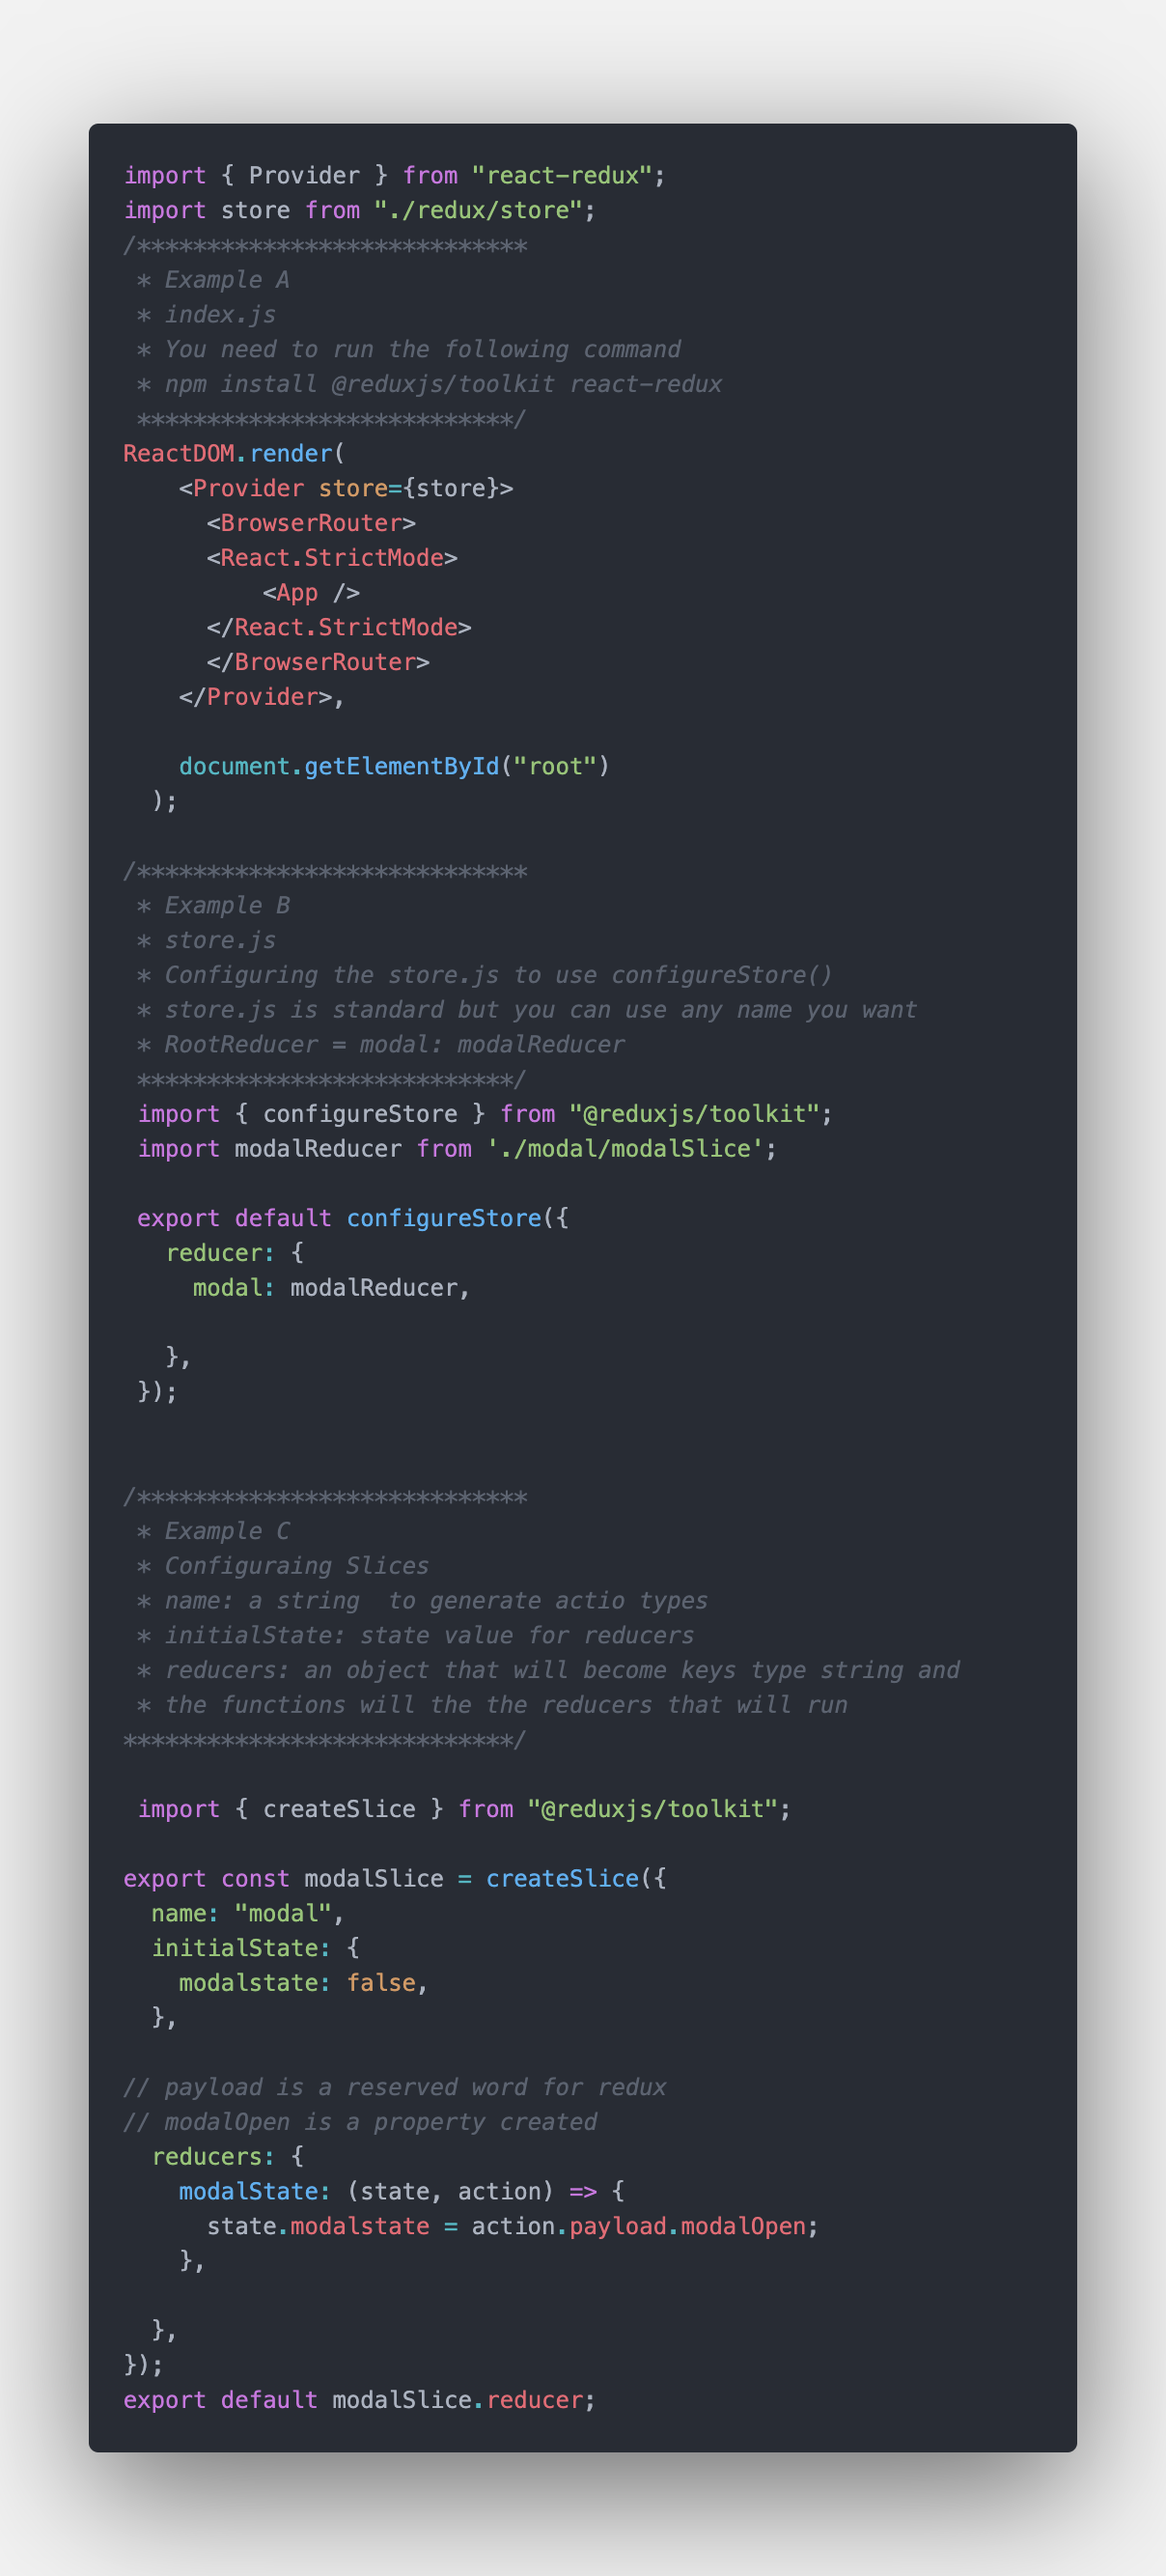 import { Provider } from "react-redux";
import store from "./redux/store";
/****************************
 * Example A
 * index.js
 * You need to run the following command
 * npm install @reduxjs/toolkit react-redux
 ***************************/
ReactDOM.render(
    <Provider store={store}>
      <BrowserRouter>
      <React.StrictMode>
          <App />
      </React.StrictMode>
      </BrowserRouter>
    </Provider>,

    document.getElementById("root")
  );

/****************************
 * Example B
 * store.js
 * Configuring the store.js to use configureStore()
 * store.js is standard but you can use any name you want
 * RootReducer = modal: modalReducer
 ***************************/
 import { configureStore } from "@reduxjs/toolkit";
 import modalReducer from './modal/modalSlice';

 export default configureStore({
   reducer: {
     modal: modalReducer,

   },
 });


/****************************
 * Example C
 * Configuraing Slices
 * name: a string  to generate actio types
 * initialState: state value for reducers
 * reducers: an object that will become keys type string and
 * the functions will the the reducers that will run
****************************/

 import { createSlice } from "@reduxjs/toolkit";

export const modalSlice = createSlice({
  name: "modal",
  initialState: {
    modalstate: false,
  },

// payload is a reserved word for redux
// modalOpen is a property created
  reducers: {
    modalState: (state, action) => {
      state.modalstate = action.payload.modalOpen;
    },

  },
});
export default modalSlice.reducer;